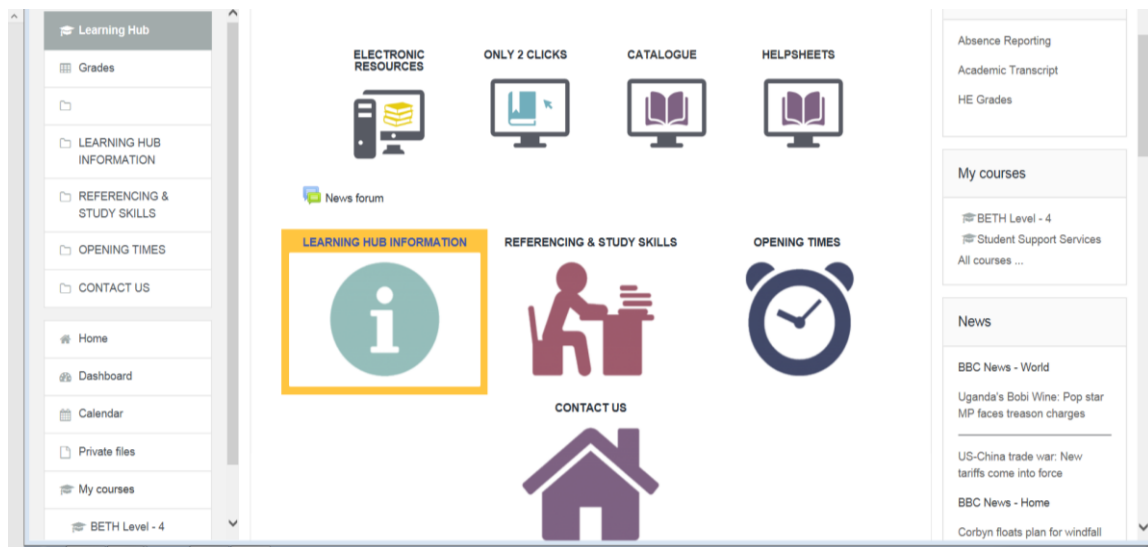 Learning Hub
Grades
LEARNING HUB
INFORMATION
REFERENCING &
STUDY SKILLS
OPENING TIMES
CONTACT US
Home
Dashboard
Calendar
Private files
My courses
BETH Level - 4
ELECTRONIC
RESOURCES
ONLY 2 CLICKS
CATALOGUE
HELPSHEETS
News forum
LEARNING HUB INFORMATION
REFERENCING & STUDY SKILLS
OPENING TIMES
CONTACT US
Absence Reporting
Academic Transcript
HE Grades
My courses
BETH Level - 4
Student Support Services
All courses ...
News
BBC News - World
Uganda's Bobi Wine: Pop star
MP faces treason charges
US-China trade war: New
tariffs come into force
BBC News - Home
Corbyn floats plan for windfall